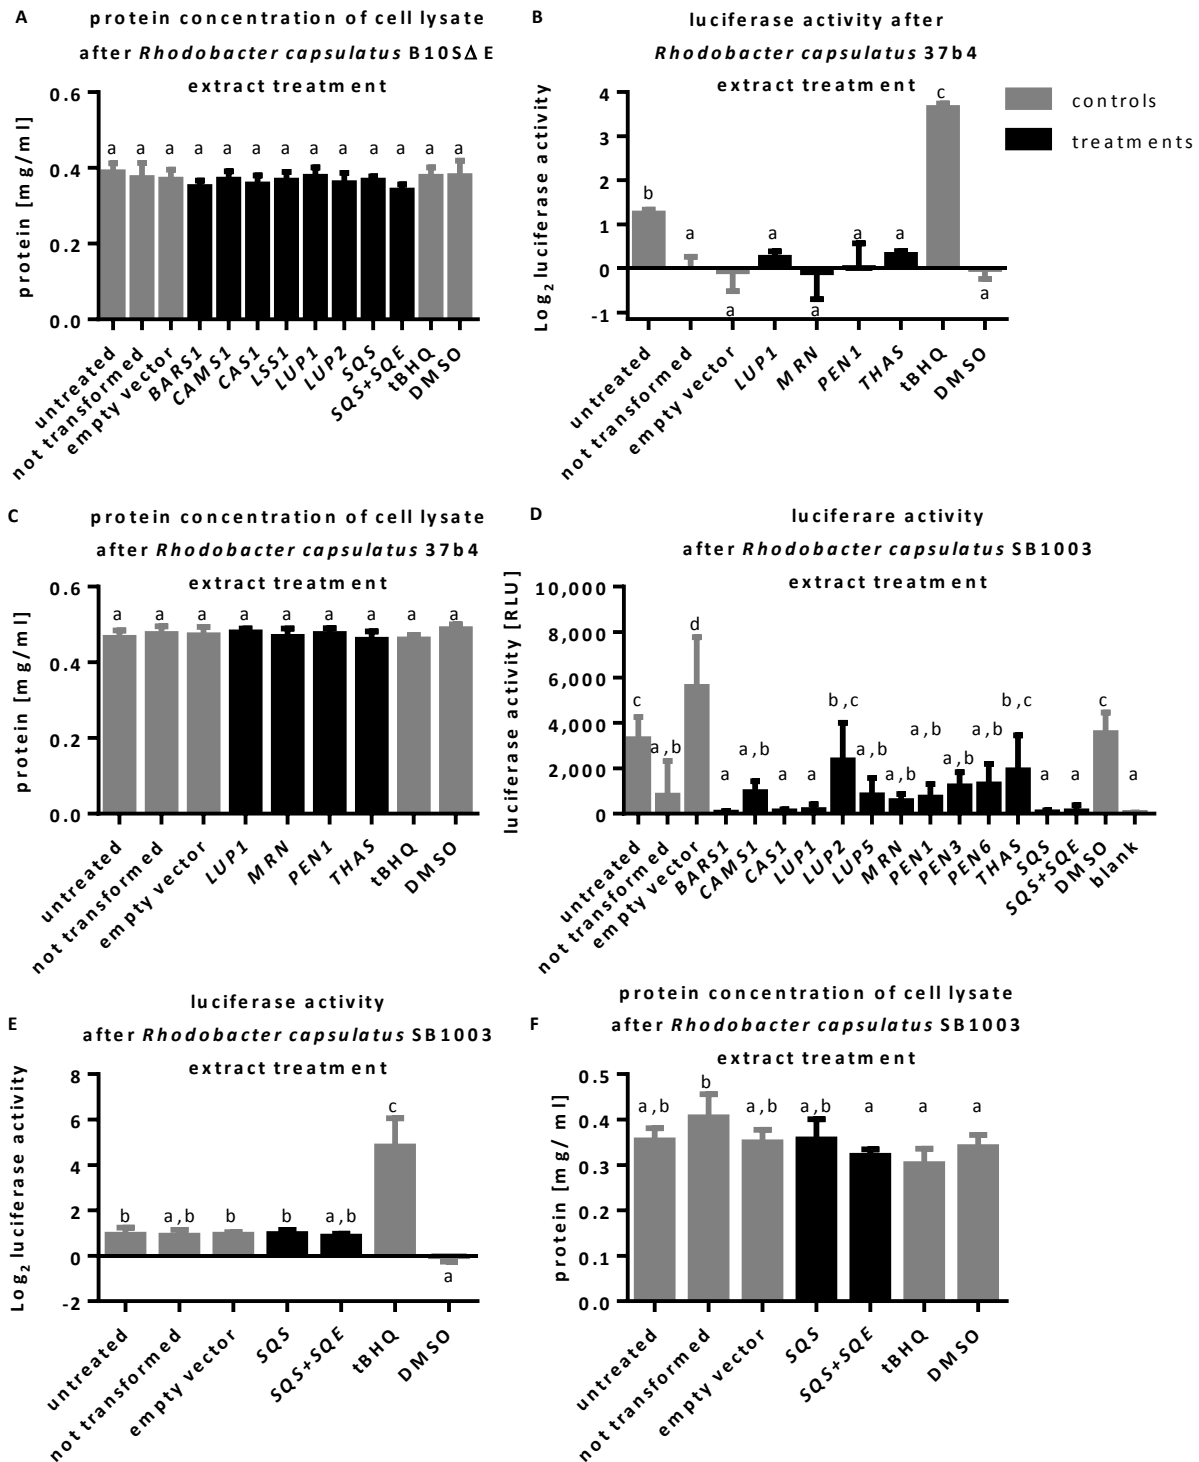 A protein concentration of cell lysate
after Rhodobacter capsulatus B10SΔE
extract treatment
protein [mg/ml]
0.6
0.4
0.2
0.0
a a a a a a a a a a a a a
untreated
not transformed
empty vector
BARS1
CAMS1
CAS1
LSS1
LUP1
LUP2
SQS
SQS+SQE
tBHQ
DMSO
B luciferase activity after
Rhodobacter capsulatus 37b4
extract treatment
Log2 luciferase activity
4
3
2
1
0
-1
b a a a a a a c a
untreated
not transformed
empty vector
LUP1
MRN
PEN1
THAS
tBHQ
DMSO
controls
treatments
C protein concentration of cell lysate
after Rhodobacter capsulatus 37b4
extract treatment
protein [mg/ml]
0.6
0.4
0.2
0.0
a a a a a a a a a
untreated
not transformed
empty vector
LUP1
MRN
PEN1
THAS
tBHQ
DMSO
D luciferare activity
after Rhodobacter capsulatus SB1003
extract treatment
luciferase activity [RLU]
10,000
8,000
6,000
4,000
2,000
0
c a,b d a a,b a a b,c a,b a,b a,b a,b a,b b,c a a c a
untreated
not transformed
empty vector
BARS1
CAMS1
CAS1
LUP1
LUP2
LUP5
MRN
PEN1
PEN3
PEN6
THAS
SQS
SQS+SQE
DMSO
blank
E luciferase activity
after Rhodobacter capsulatus SB1003
extract treatment
Log2 luciferase activity
8
6
4
2
0
-2
b a,b b b a,b c a
untreated
not transformed
empty vector
SQS
SQS+SQE
tBHQ
DMSO
F protein concentration of cell lysate
after Rhodobacter capsulatus SB1003
extract treatment
protein [mg/ ml]
0.5
0.4
0.3
0.2
0.1
0.0
a,b b a,b a,b a a a
untreated
not transformed
empty vector
SQS
SQS+SQE
tBHQ
DMSO